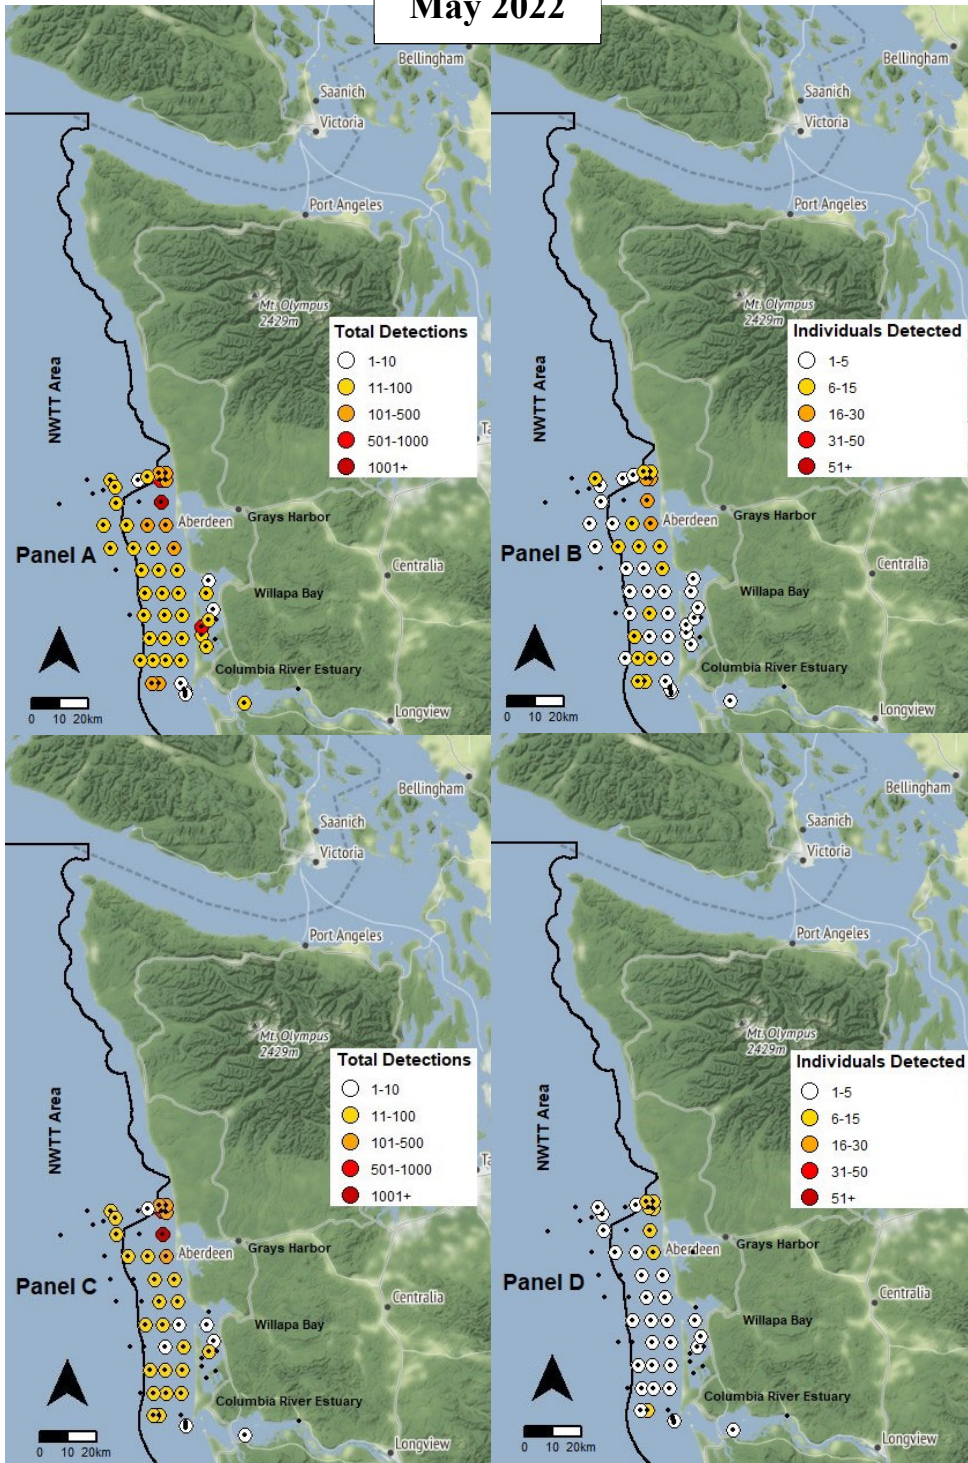 May 2022
Bellingham
Saanich
Victoria
Port Angeles
Mt. Olympus
2429m
NWTT Area
Total Detections
1-10
11-100
101-500
501-1000
1001+
Ta
Aberdeen
Grays Harbor
Panel A
Centralia
Willapa Bay
Columbia River Estuary
0 10 20km
Longview
Bellingham
Saanich
Victoria
Port Angeles
Mt. Olympus
2429m
NWTT Area
Individuals Detected
1-5
6-15
16-30
31-50
51+
Aberdeen
Grays Harbor
Panel B
Centralia
Willapa Bay
Columbia River Estuary
0 10 20km
Longview
Bellingham
Saanich
Victoria
Port Angeles
Mt. Olympus
2429m
NWTT Area
Total Detections
1-10
11-100
101-500
501-1000
1001+
Ta
Aberdeen
Grays Harbor
Panel C
Centralia
Willapa Bay
Columbia River Estuary
0 10 20km
Longview
Bellingham
Saanich
Victoria
Port Angeles
Mt. Olympus
2429m
NWTT Area
Individuals Detected
1-5
6-15
16-30
31-50
51+
Aberdeen
Grays Harbor
Panel D
Centralia
Willapa Bay
Columbia River Estuary
0 10 20km
Longview